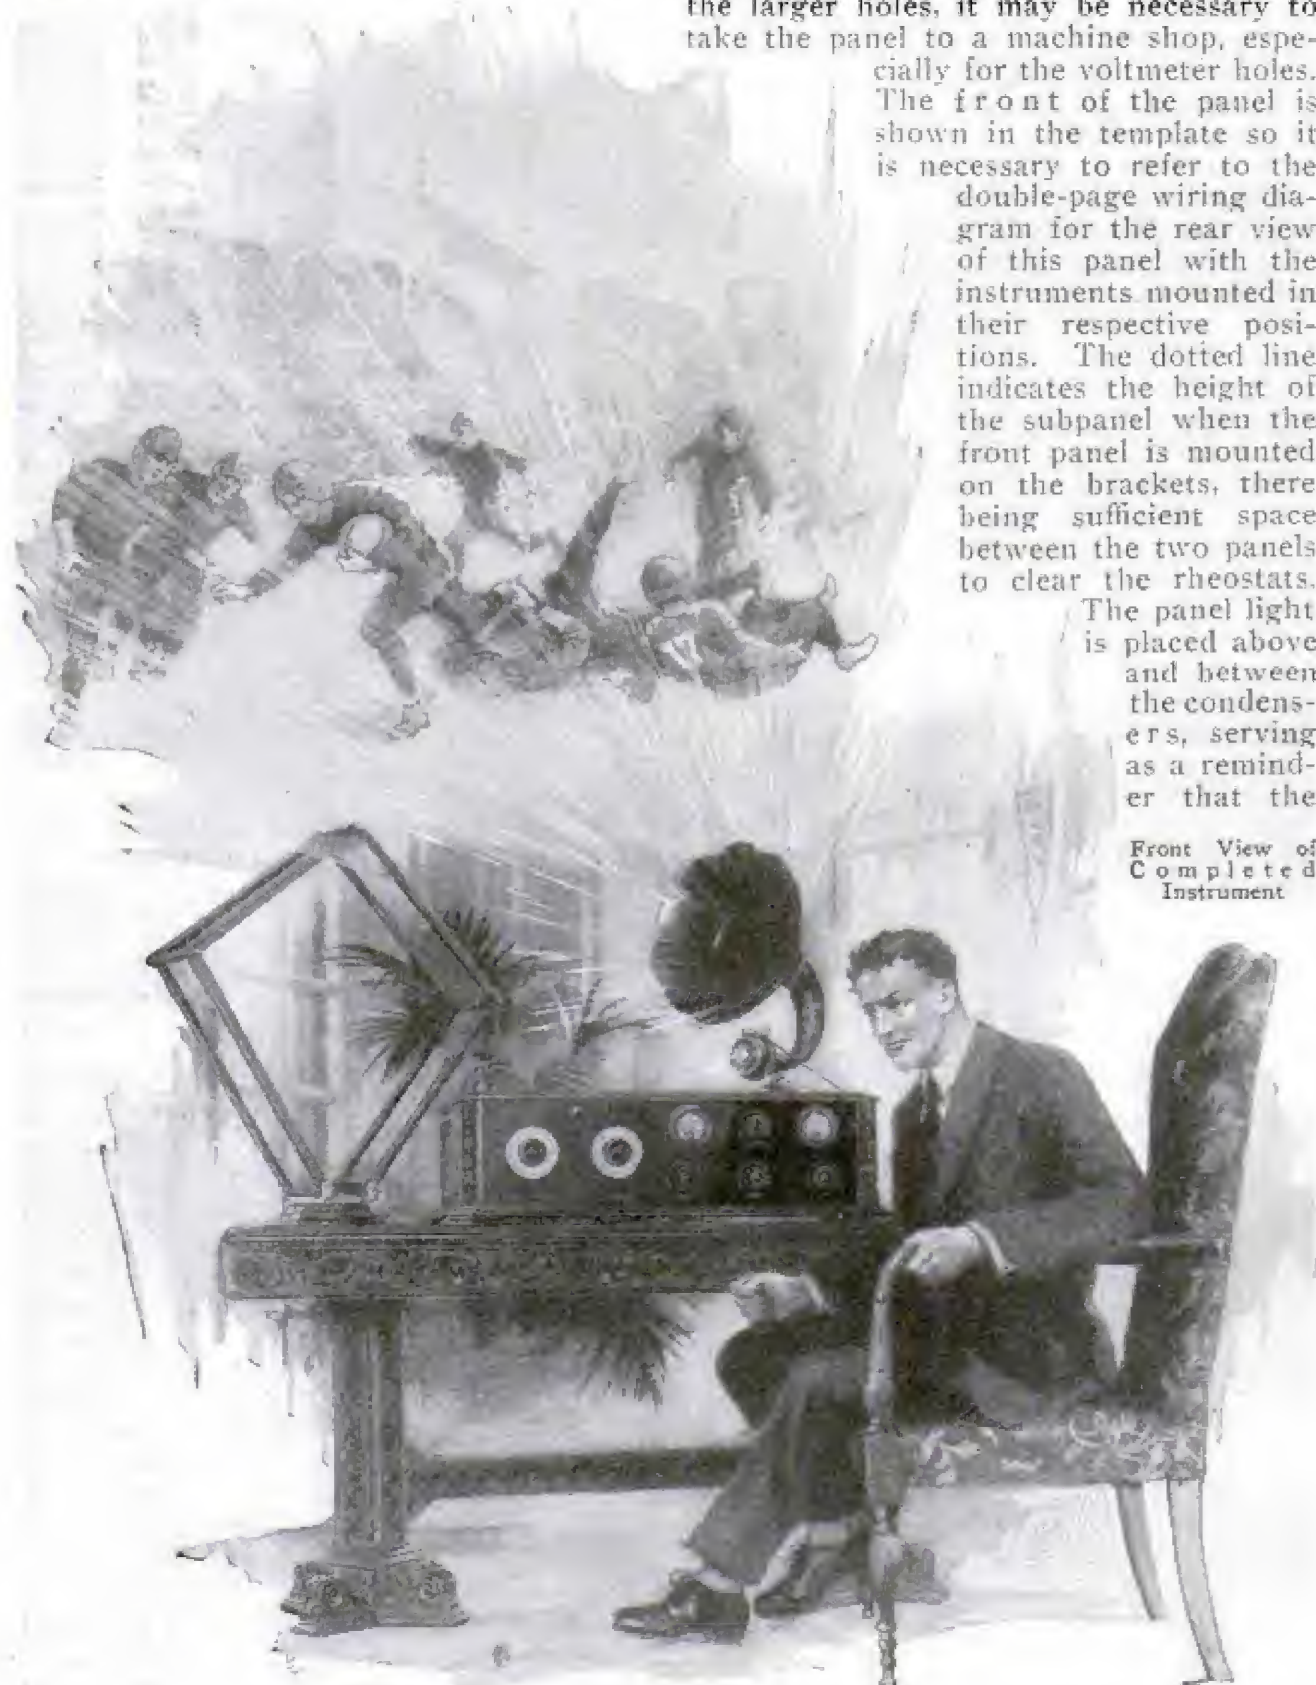 the larger holes, it may be necessary to
take the panel to a machine shop, espe-
cially for the voltmeter holes.
The front of the panel is
shown in the template so it
is necessary to refer to the
double-page wiring dia-
gram for the rear view
of this panel with the
instruments mounted in
their respective posi-
tions. The dotted line
indicates the height of
the subpanel when the
front panel is mounted
on the brackets, there
being sufficient space
between the two panels
to clear the rheostats.
The panel light
is placed above
and between
the condens-
ers, serving
as a remind-
er that the
Front View of
Completed
Instrument